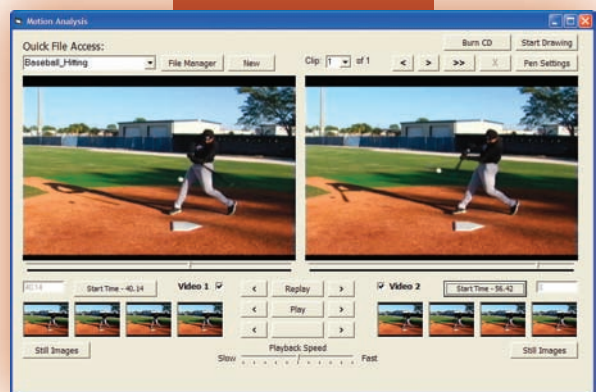 Motion Analysis
Burn CD Start Drawing
Quick File Access:
Baseball_Hitting File Manager New Clip: 1 of 1 < > >> X Pen Settings
40.14 Start Time - 40.14 Video 1 < Replay > Video 2 Start Time - 56.42
< Play >
< >
Still Images Playback Speed Still Images
Slow Fast